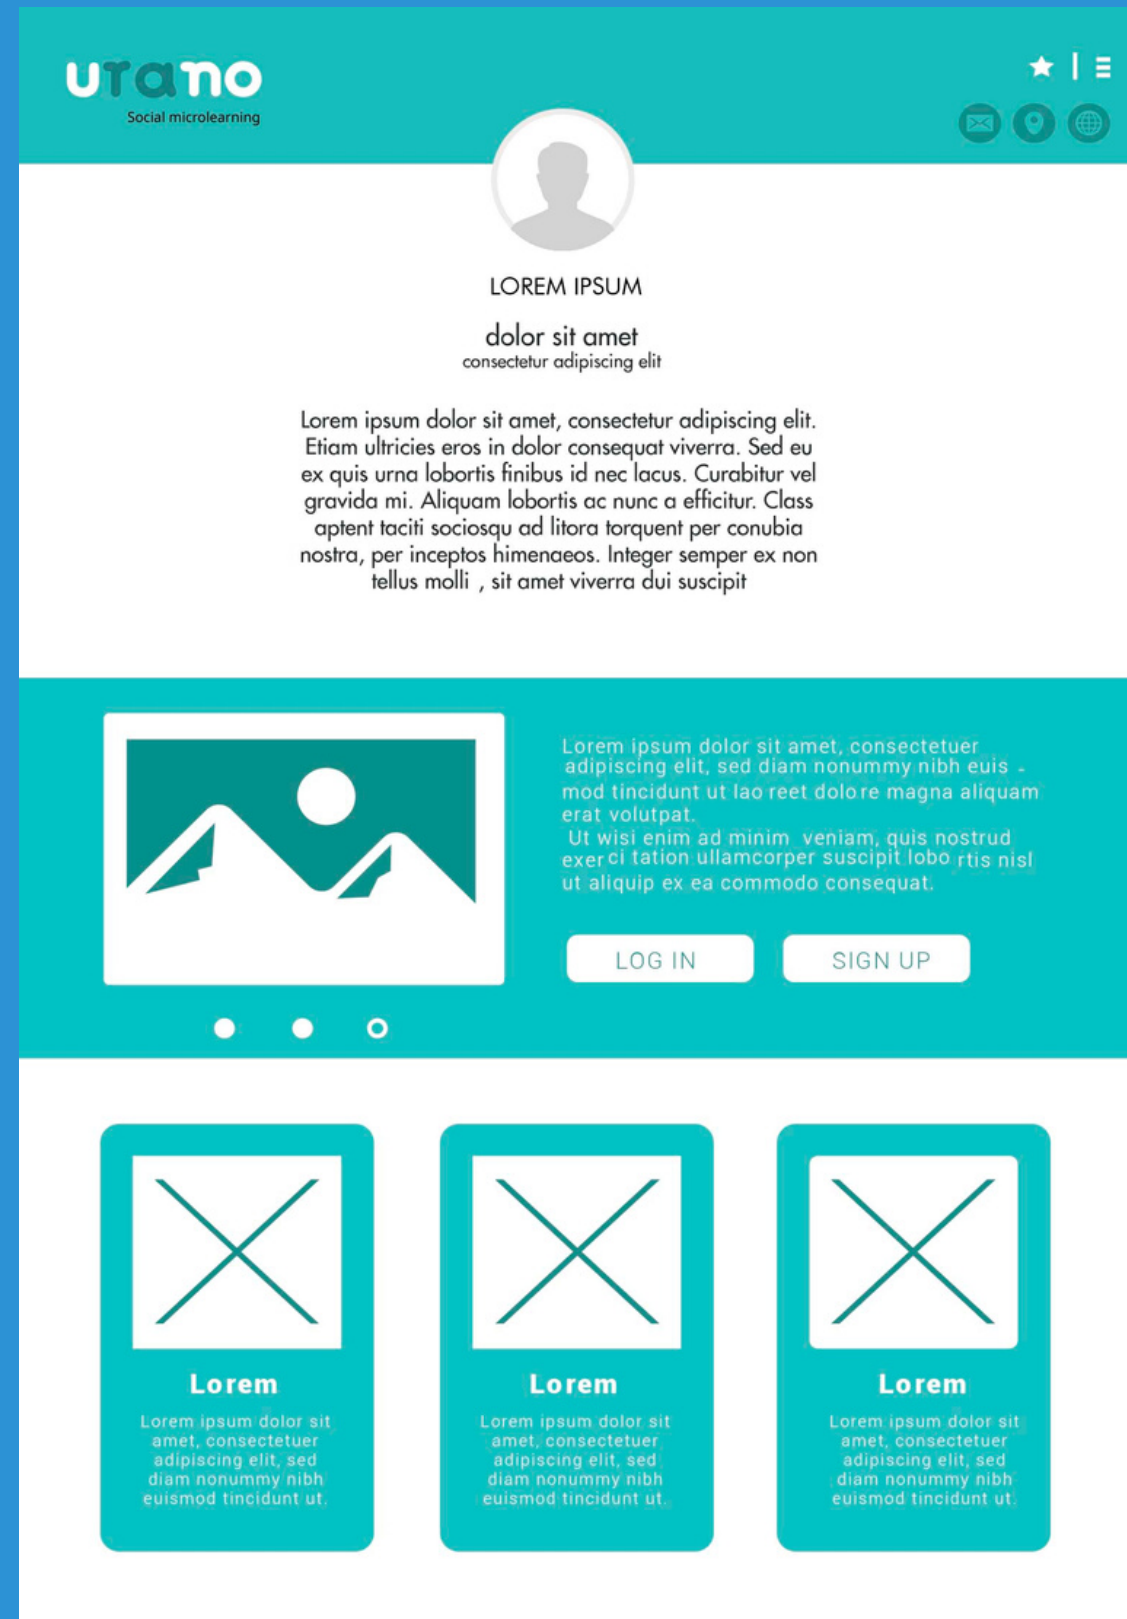 urano
Social microlearning
LOREM IPSUM
dolor sit amet
consectetur adipiscing elit
Lorem ipsum dolor sit amet, consectetur adipiscing elit.
Etiam ultricies eros in dolor consequat viverra. Sed eu
ex quis urna lobortis finibus id nec lacus. Curabitur vel
gravida mi. Aliquam lobortis ac nunc a efficitur. Class
aptent taciti sociosqu ad litora torquent per conubia
nostra, per inceptos himenaeos. Integer semper ex non
tellus molli , sit amet viverra dui suscipit
Lorem ipsum dolor sit amet, consectetuer
adipiscing elit, sed diam nonummy nibh euis -
mod tincidunt ut lao reet dolo re magna aliquam
erat volutpat.
Ut wisi enim ad minim veniam, quis nostrud
exer ci tation ullamcorper suscipit lobo rtis nisl
ut aliquip ex ea commodo consequat.
LOG IN
SIGN UP
Lorem
Lorem ipsum dolor sit
amet, consectetuer
adipiscing elit, sed
diam nonummy nibh
euismod tincidunt ut.
Lorem
Lorem ipsum dolor sit
amet, consectetuer
adipiscing elit, sed
diam nonummy nibh
euismod tincidunt ut.
Lorem
Lorem ipsum dolor sit
amet, consectetuer
adipiscing elit, sed
diam nonummy nibh
euismod tincidunt ut.